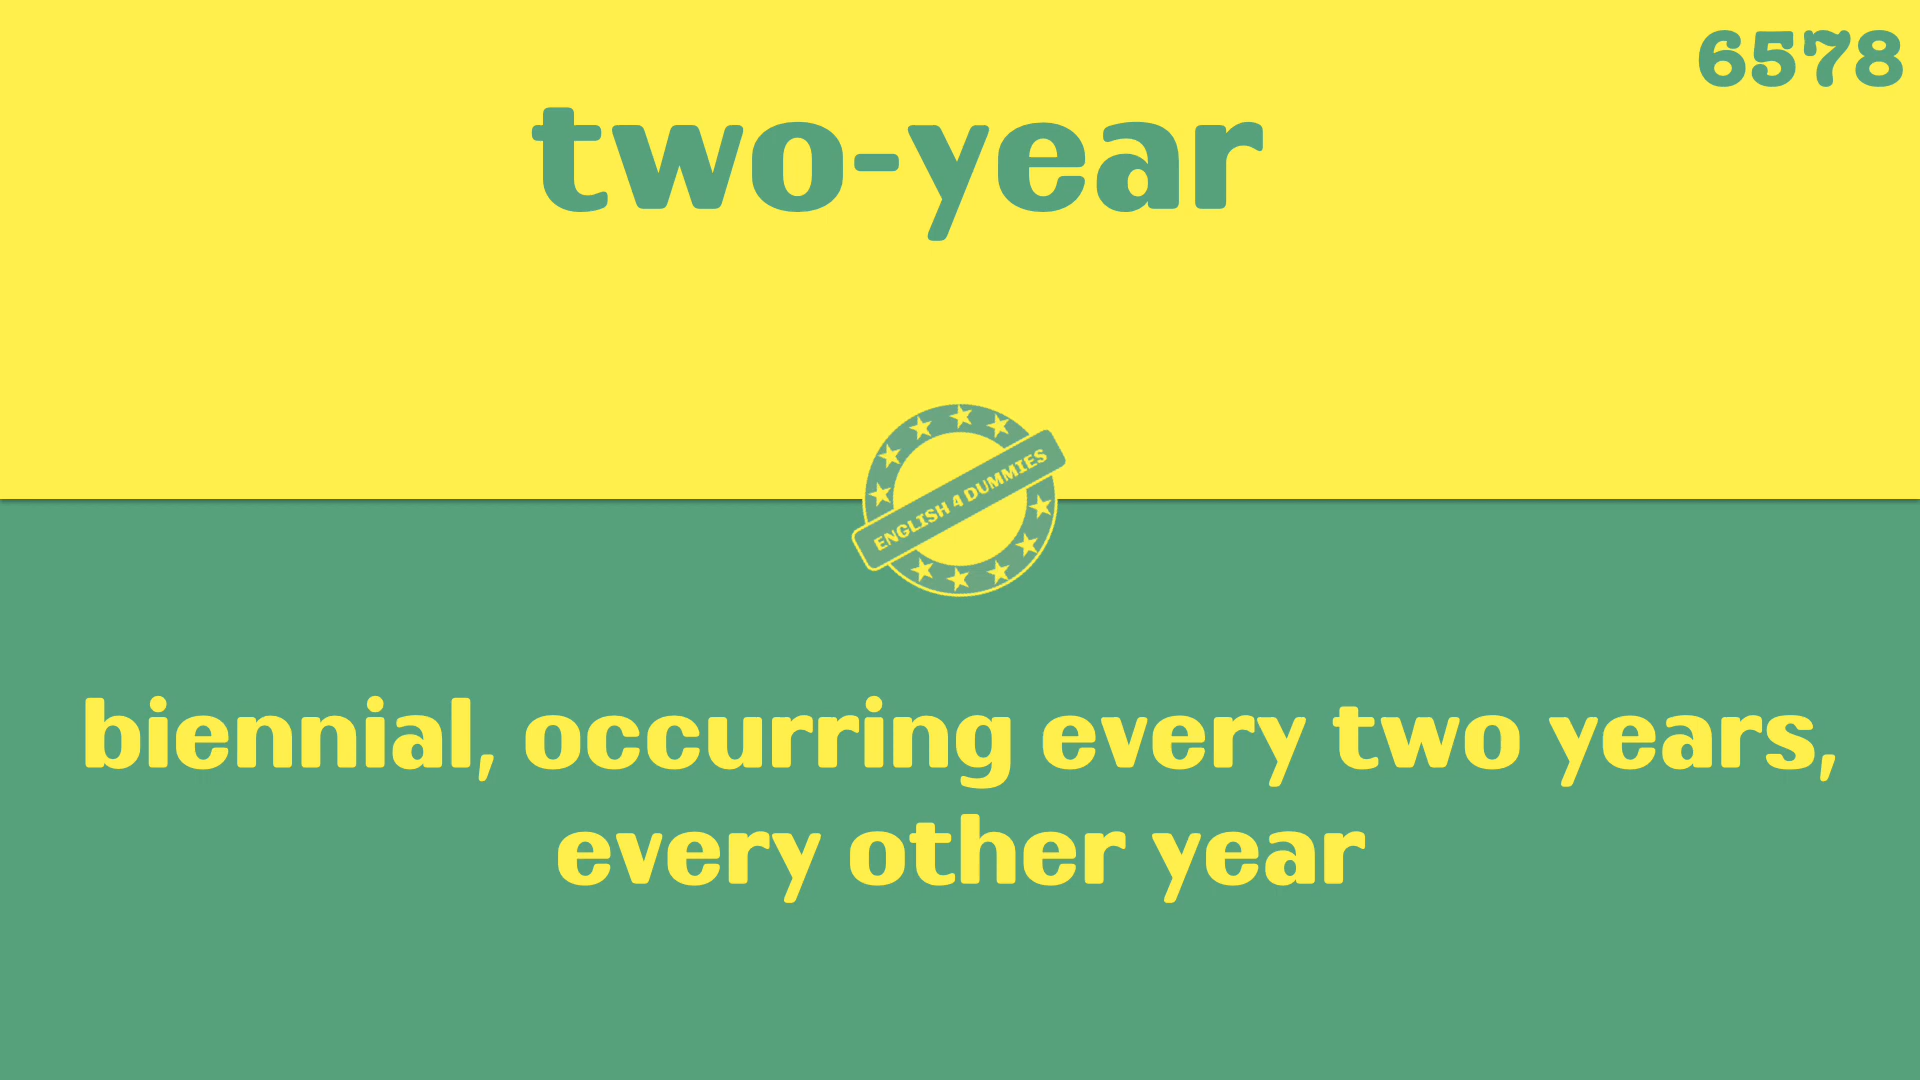 6578
two-year
ENGLISH 4 DUMMIES
biennial, occurring every two years,
every other year